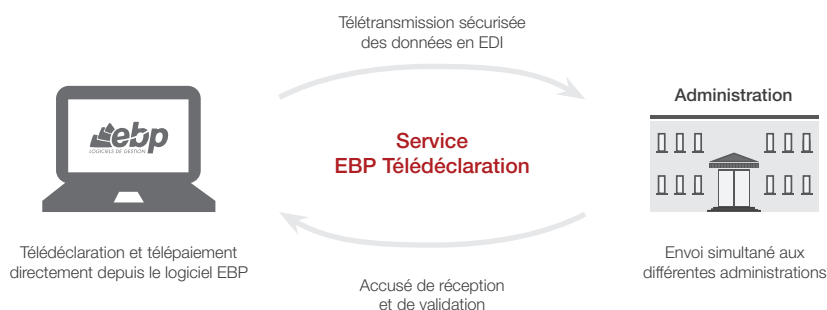 Télétransmission sécurisée
des données en EDI
Administration
ebp
LOGICIELS DE GESTION
Service
EBP Télédéclaration
Télédéclaration et télépaiement
directement depuis le logiciel EBP
Envoi simultané aux
différentes administrations
Accusé de réception
et de validation